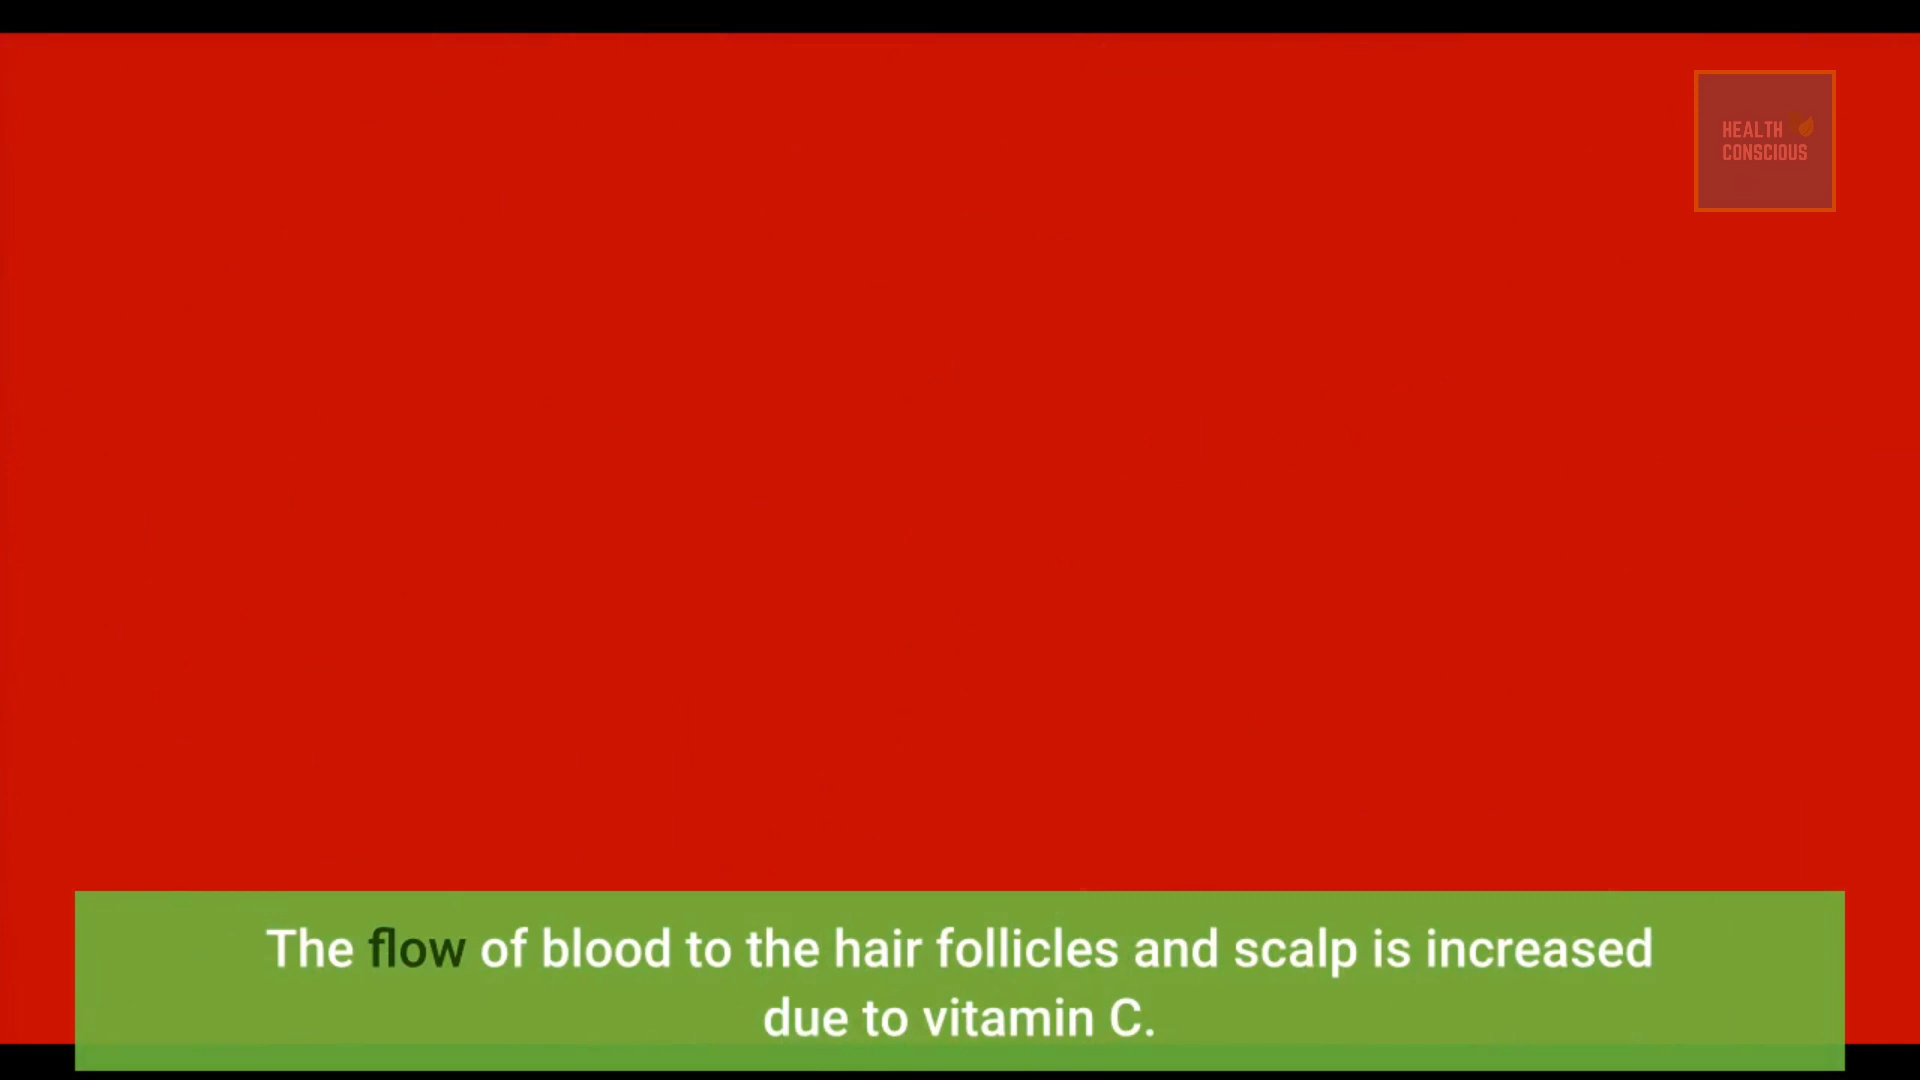 HEALTH
CONSCIOUS
The flow of blood to the hair follicles and scalp is increased
due to vitamin C.